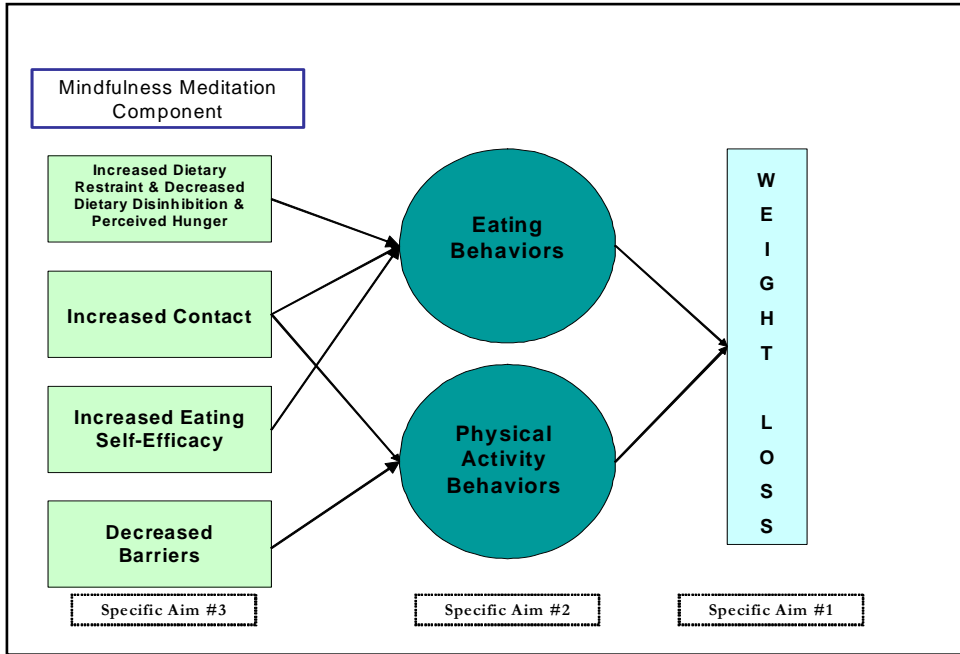 Mindfulness Meditation
Component
Increased Dietary
Restraint & Decreased
Dietary Disinhibition &
Perceived Hunger
Increased Contact
Increased Eating
Self-Efficacy
Decreased
Barriers
Specific Aim #3
Eating
Behaviors
Physical
Activity
Behaviors
Specific Aim #2
W
E
I
G
H
T
L
O
S
S
Specific Aim #1